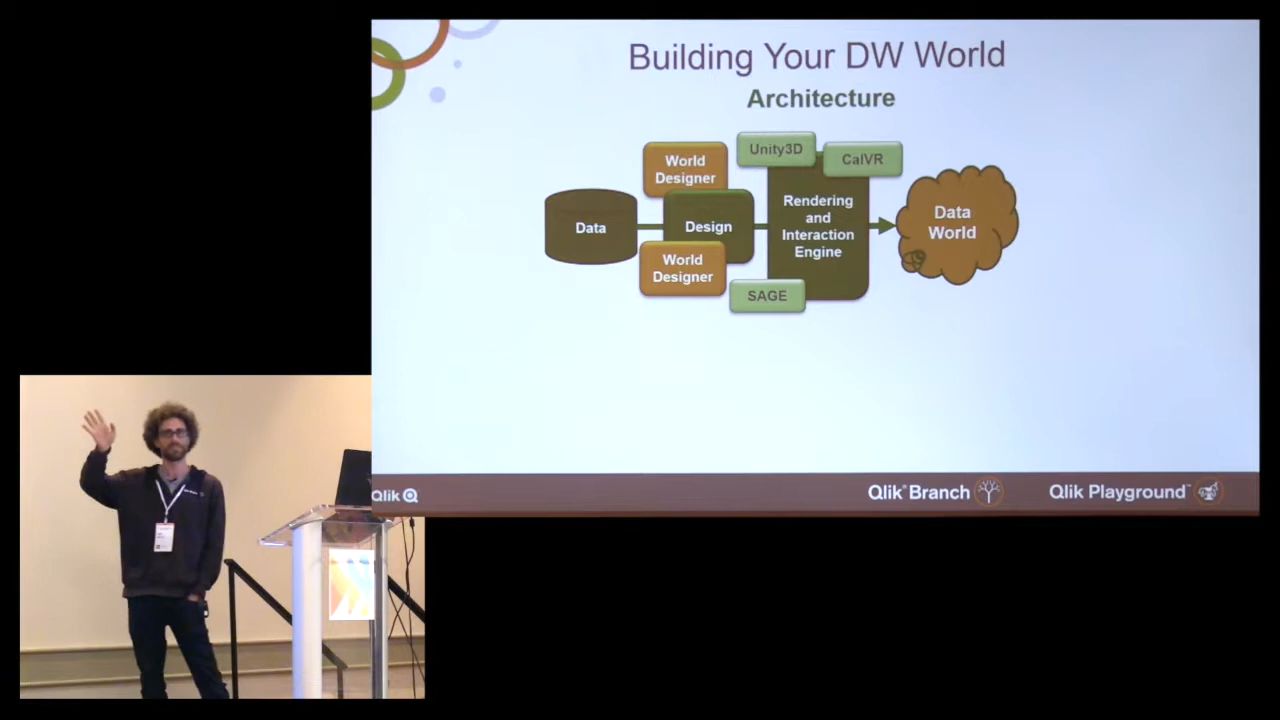 Building Your DW World
Architecture
World
Designer
Unity3D
CalVR
Data
Design
Rendering
and
Interaction
Engine
Data
World
World
Designer
SAGE
Qlik
Qlik® Branch
Qlik Playground™